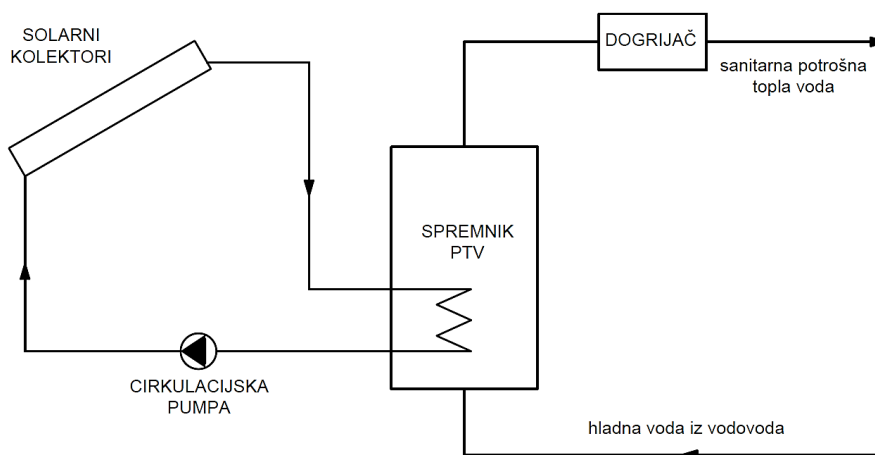 SOLARNI
KOLEKTORI
DOGRIJAČ
sanitarna potrošna
topla voda
SPREMNIK
PTV
CIRKULACIJSKA
PUMPA
hladna voda iz vodovoda